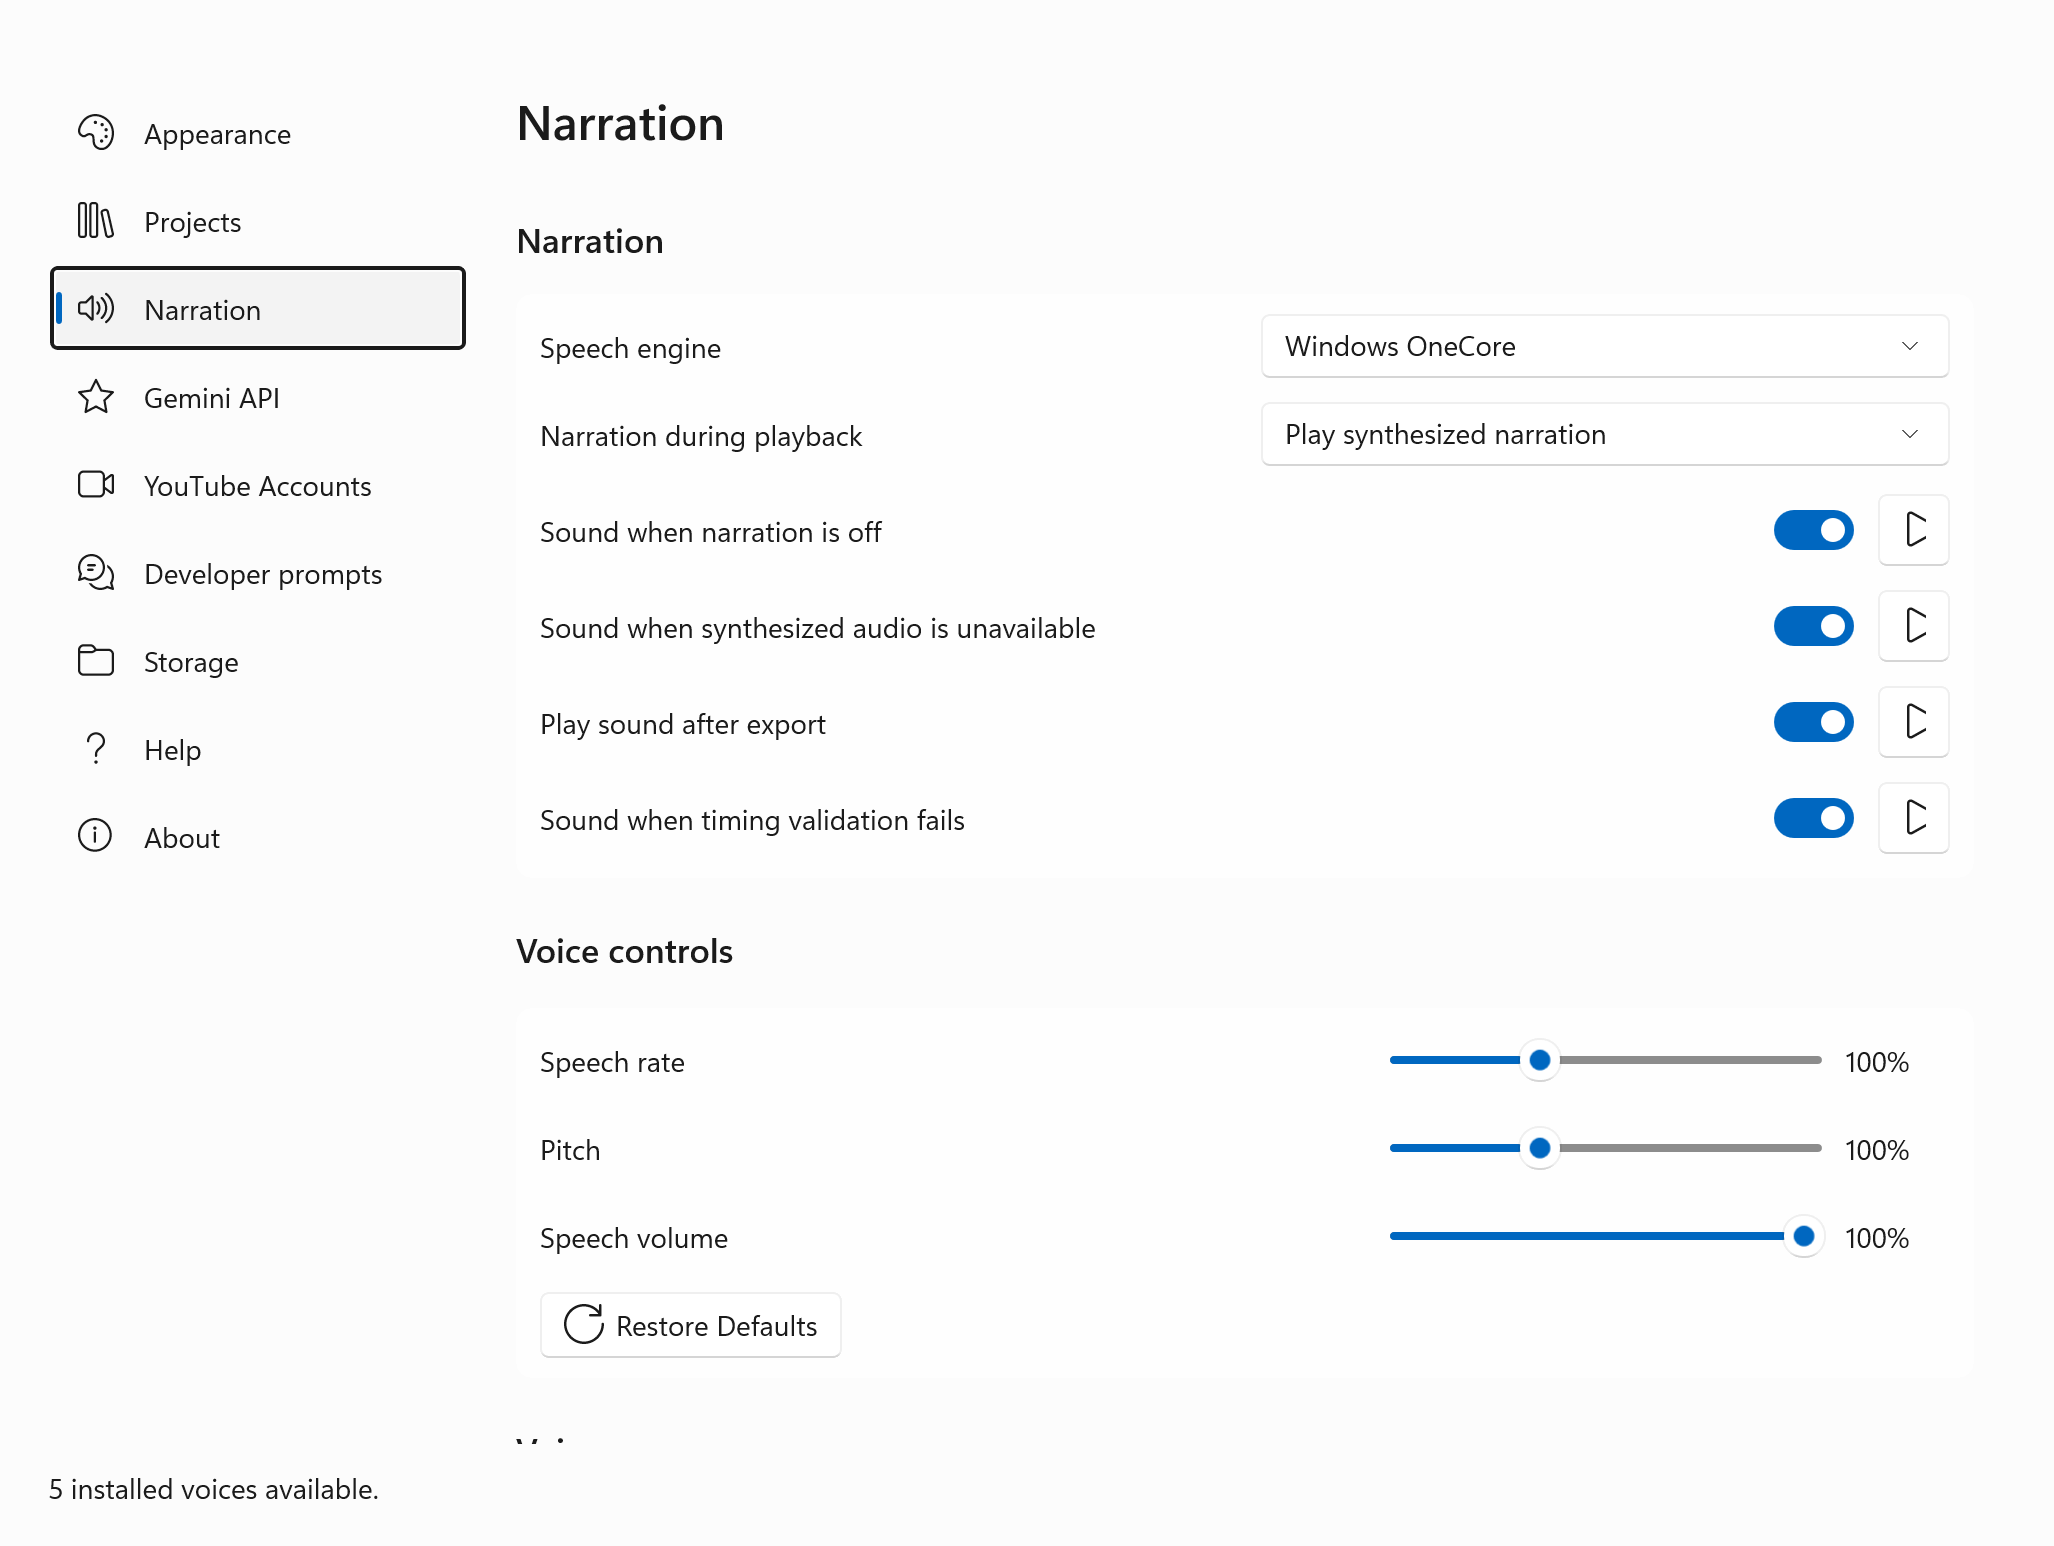 Appearance
Projects
Narration
Gemini API
YouTube Accounts
Developer prompts
Storage
Help
About
Narration
Narration
Speech engine
Windows OneCore
Narration during playback
Play synthesized narration
Sound when narration is off
Sound when synthesized audio is unavailable
Play sound after export
Sound when timing validation fails
Voice controls
Speech rate
100%
Pitch
100%
Speech volume
100%
Restore Defaults
5 installed voices available.